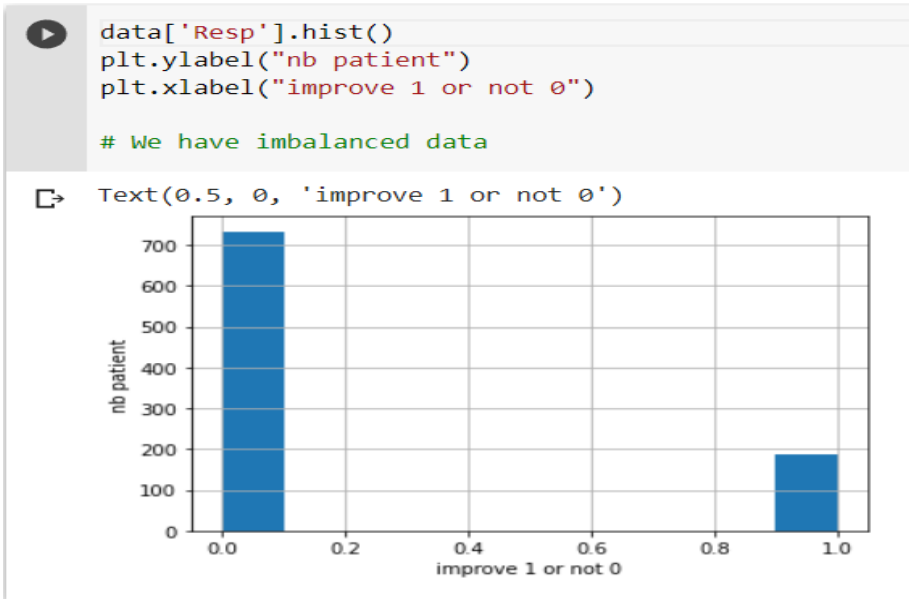 data['Resp'].hist()
plt.ylabel("nb patient")
plt.xlabel("improve 1 or not 0")
# We have imbalanced data
Text(0.5, 0, 'improve 1 or not 0')
700
600
500
400
300
200
100
0
nb patient
0.0 0.2 0.4 0.6 0.8 1.0
improve 1 or not 0